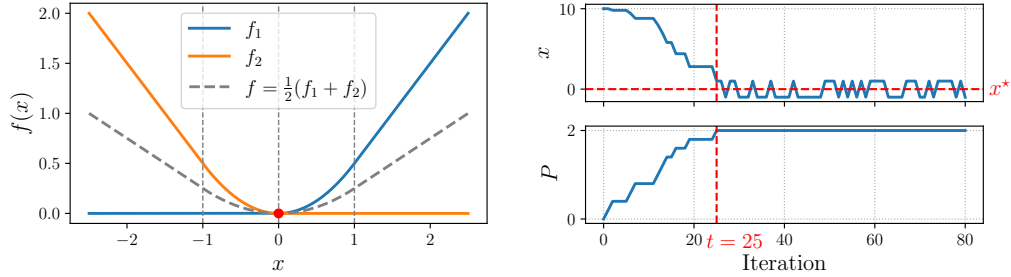 2.0
1.5
1.0
0.5
0.0
f(x)
−2
−1
0
1
2
x
f₁
f₂
f = ½(f₁ + f₂)
10
0
x
x⋆
2
0
P
0
20
40
60
80
t = 25
Iteration